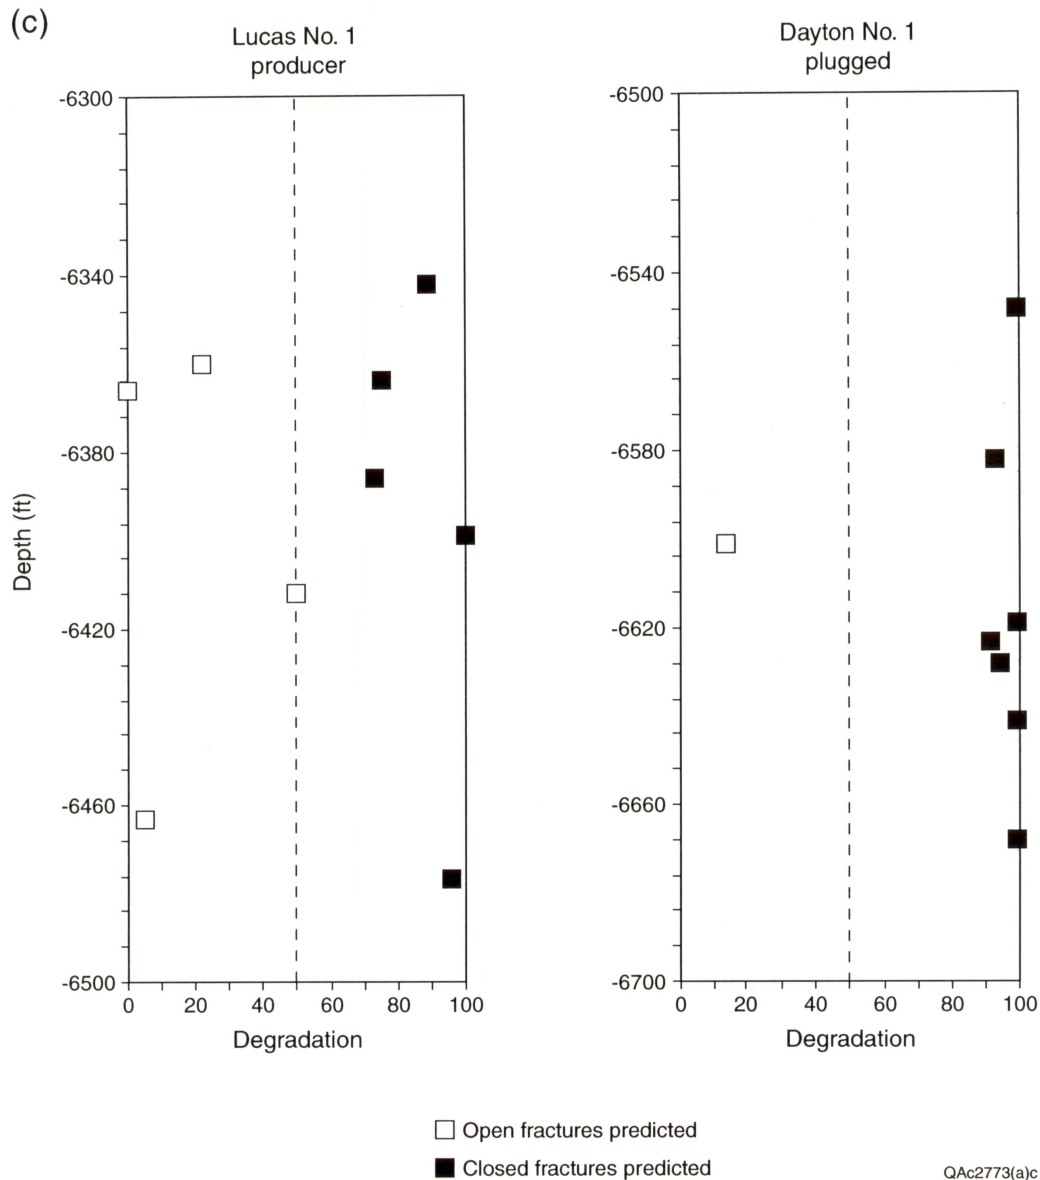 (c)
Lucas No. 1
producer
-6300
-6340
-6380
-6420
-6460
-6500
Depth (ft)
0 20 40 60 80 100
Degradation
Dayton No. 1
plugged
-6500
-6540
-6580
-6620
-6660
-6700
0 20 40 60 80 100
Degradation
Open fractures predicted
Closed fractures predicted
QAc2773(a)c